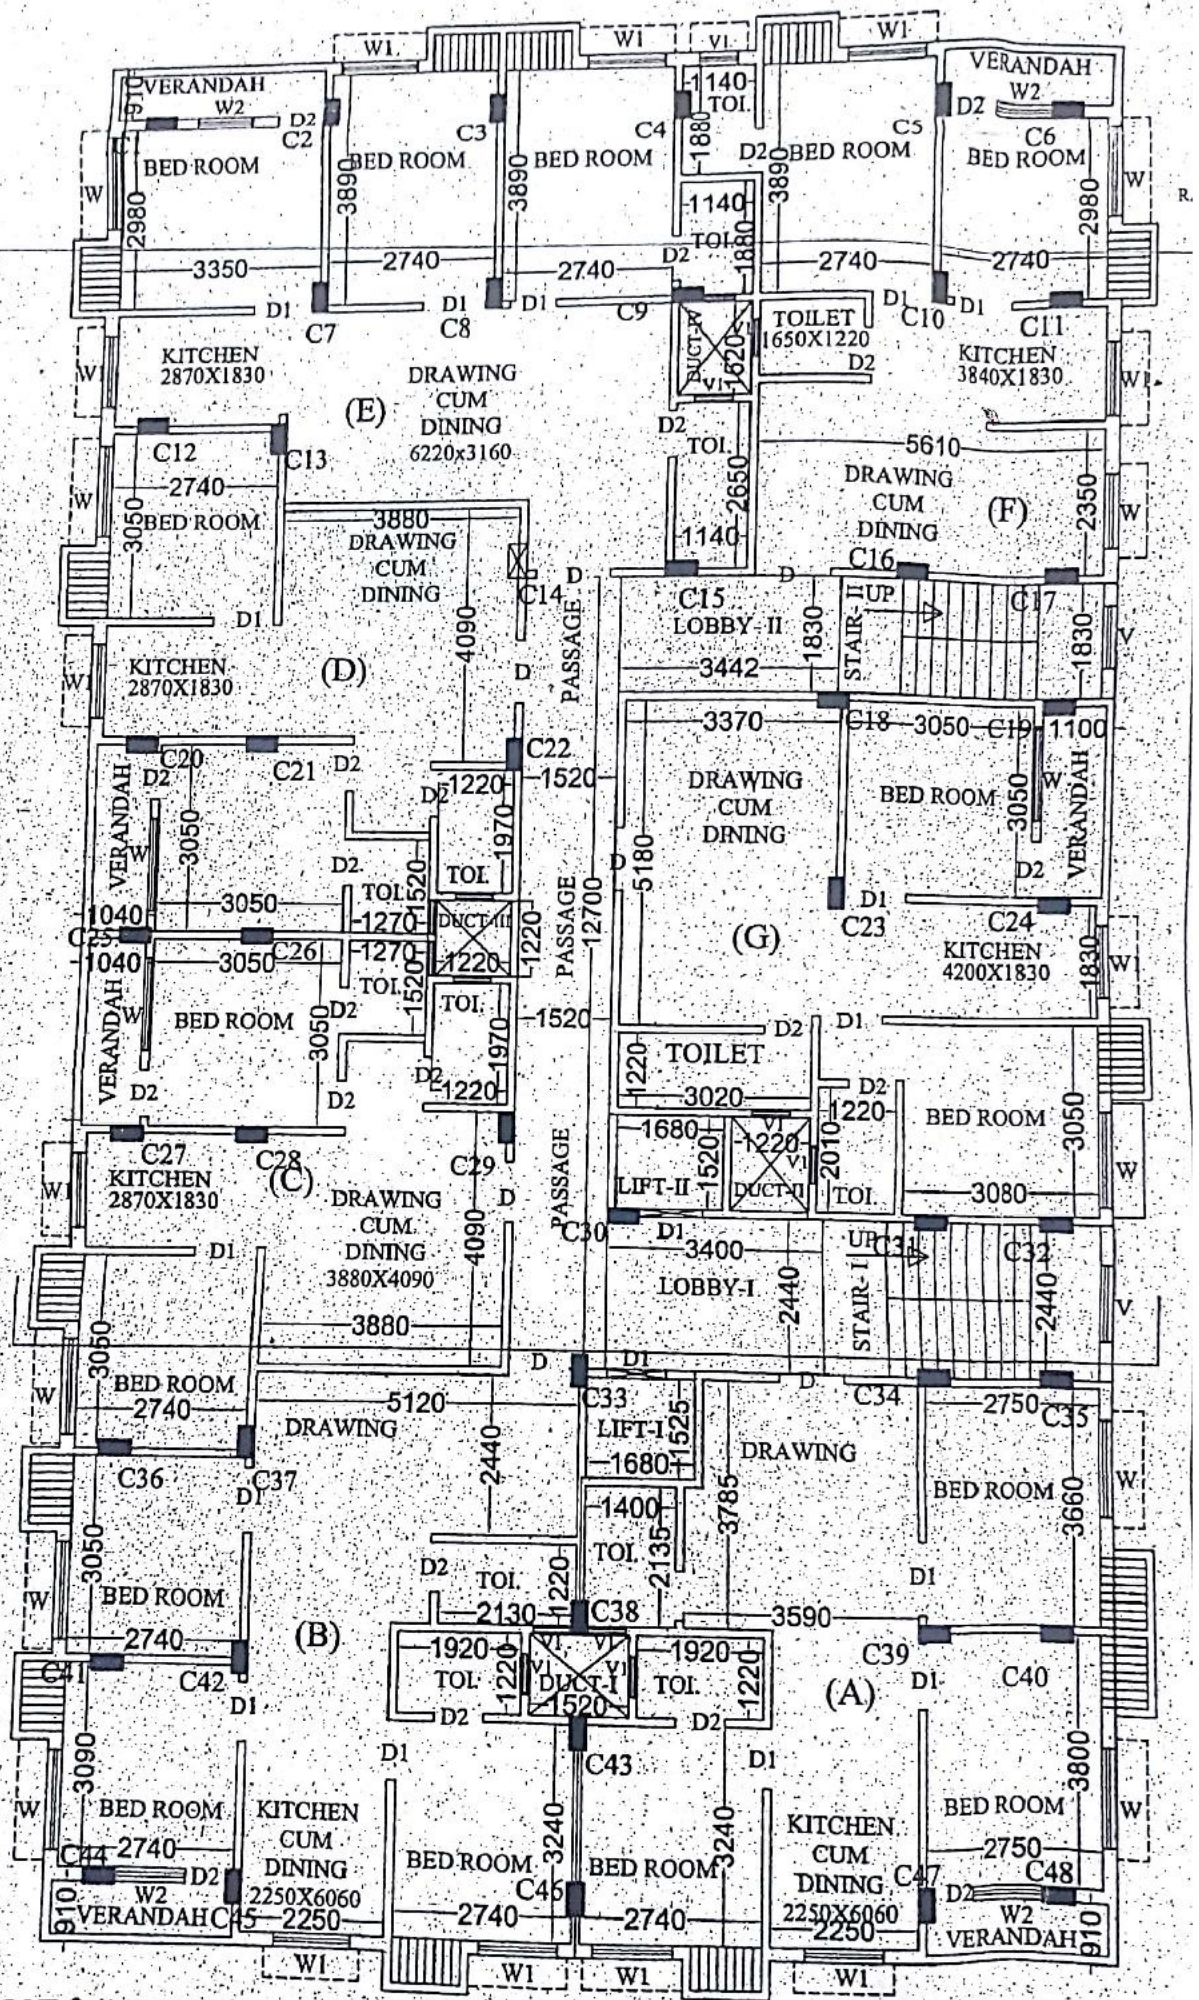 W1
W1
V1
W1
VERANDAH
W2
910
D2
C2
C3
C4
1140
TOI.
1880
D2
C5
VERANDAH
D2
W2
C6
BED ROOM
BED ROOM
BED ROOM
BED ROOM
BED ROOM
W
2980
3890
3890
3890
2980
W
1140
TOI.
1880
D2
3350
2740
2740
2740
2740
D1
C7
D1
C8
D1
C9
D1
C10
D1
C11
W1
KITCHEN
2870X1830
DRAWING
CUM
DINING
6220x3160
(E)
DUCT-IV
V1
1620
V1
TOILET
1650X1220
D2
KITCHEN
3840X1830
W1
C12
C13
D2
TOI.
2650
1140
5610
DRAWING
CUM
DINING
(F)
2350
W
W
2740
3050
BED ROOM
D1
3880
DRAWING
CUM
DINING
4090
C14
D
D
C15
C16
C17
PASSAGE
LOBBY-II
1830
3442
STAIR-II
UP
1830
V
W1
KITCHEN
2870X1830
(D)
D
C20
C21
D2
D2
C22
3370
C18
3050
C19
1100
VERANDAH
W
3050
1220
D2
1970
TOI.
1520
DRAWING
CUM
DINING
BED ROOM
3050
W
VERANDAH
D2
D
5180
D2
TOI.
1520
1270
3050
1040
C25
C26
DUCT-III
1220
1220
PASSAGE
12700
D1
C23
C24
(G)
KITCHEN
4200X1830
1830
W1
1040
3050
1270
TOI.
1520
VERANDAH
W
BED ROOM
3050
D2
TOI.
1970
1520
D2
D1
D2
D2
D2
1220
TOILET
1220
3020
D2
1220
BED ROOM
3050
C27
C28
C29
1680
1520
LIFT-II
V1
1220
V1
DUCT-II
2010
TOI.
3080
W
W1
KITCHEN
2870X1830
(C)
DRAWING
CUM
DINING
3880X4090
4090
D
PASSAGE
C30
D1
3400
C31
C32
UP
LOBBY-I
2440
STAIR-I
2440
V
D1
3880
3050
BED ROOM
2740
W
D
C33
D1
D
C34
2750
C35
5120
DRAWING
2440
LIFT-I
1525
1680
DRAWING
3785
BED ROOM
3660
W
C36
C37
D1
1400
TOI.
2135
3050
BED ROOM
W
2740
D2
TOI.
1220
2130
C38
3590
D1
(B)
C39
C40
C41
C42
D1
1920
TOI.
1220
V1
V1
V1
V1
DUCT-I
1520
1920
TOI.
1220
(A)
D1
D2
D2
D1
C43
D1
3090
BED ROOM
2740
W
KITCHEN
CUM
DINING
2250X6060
2250
BED ROOM
3240
2740
BED ROOM
3240
2740
KITCHEN
CUM
DINING
2250X6060
2250
3800
BED ROOM
2750
W
C44
D2
C45
C46
C47
C48
D2
W2
VERANDAH
910
W2
VERANDAH
910
W1
W1
W1
W1